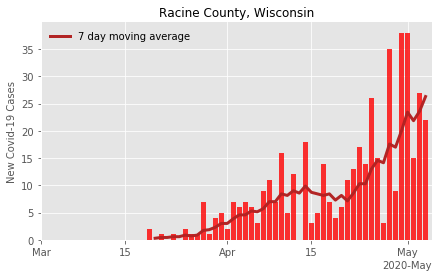 Racine County, Wisconsin
7 day moving average
New Covid-19 Cases
35
30
25
20
15
10
5
0
Mar
15
Apr
15
May
2020-May